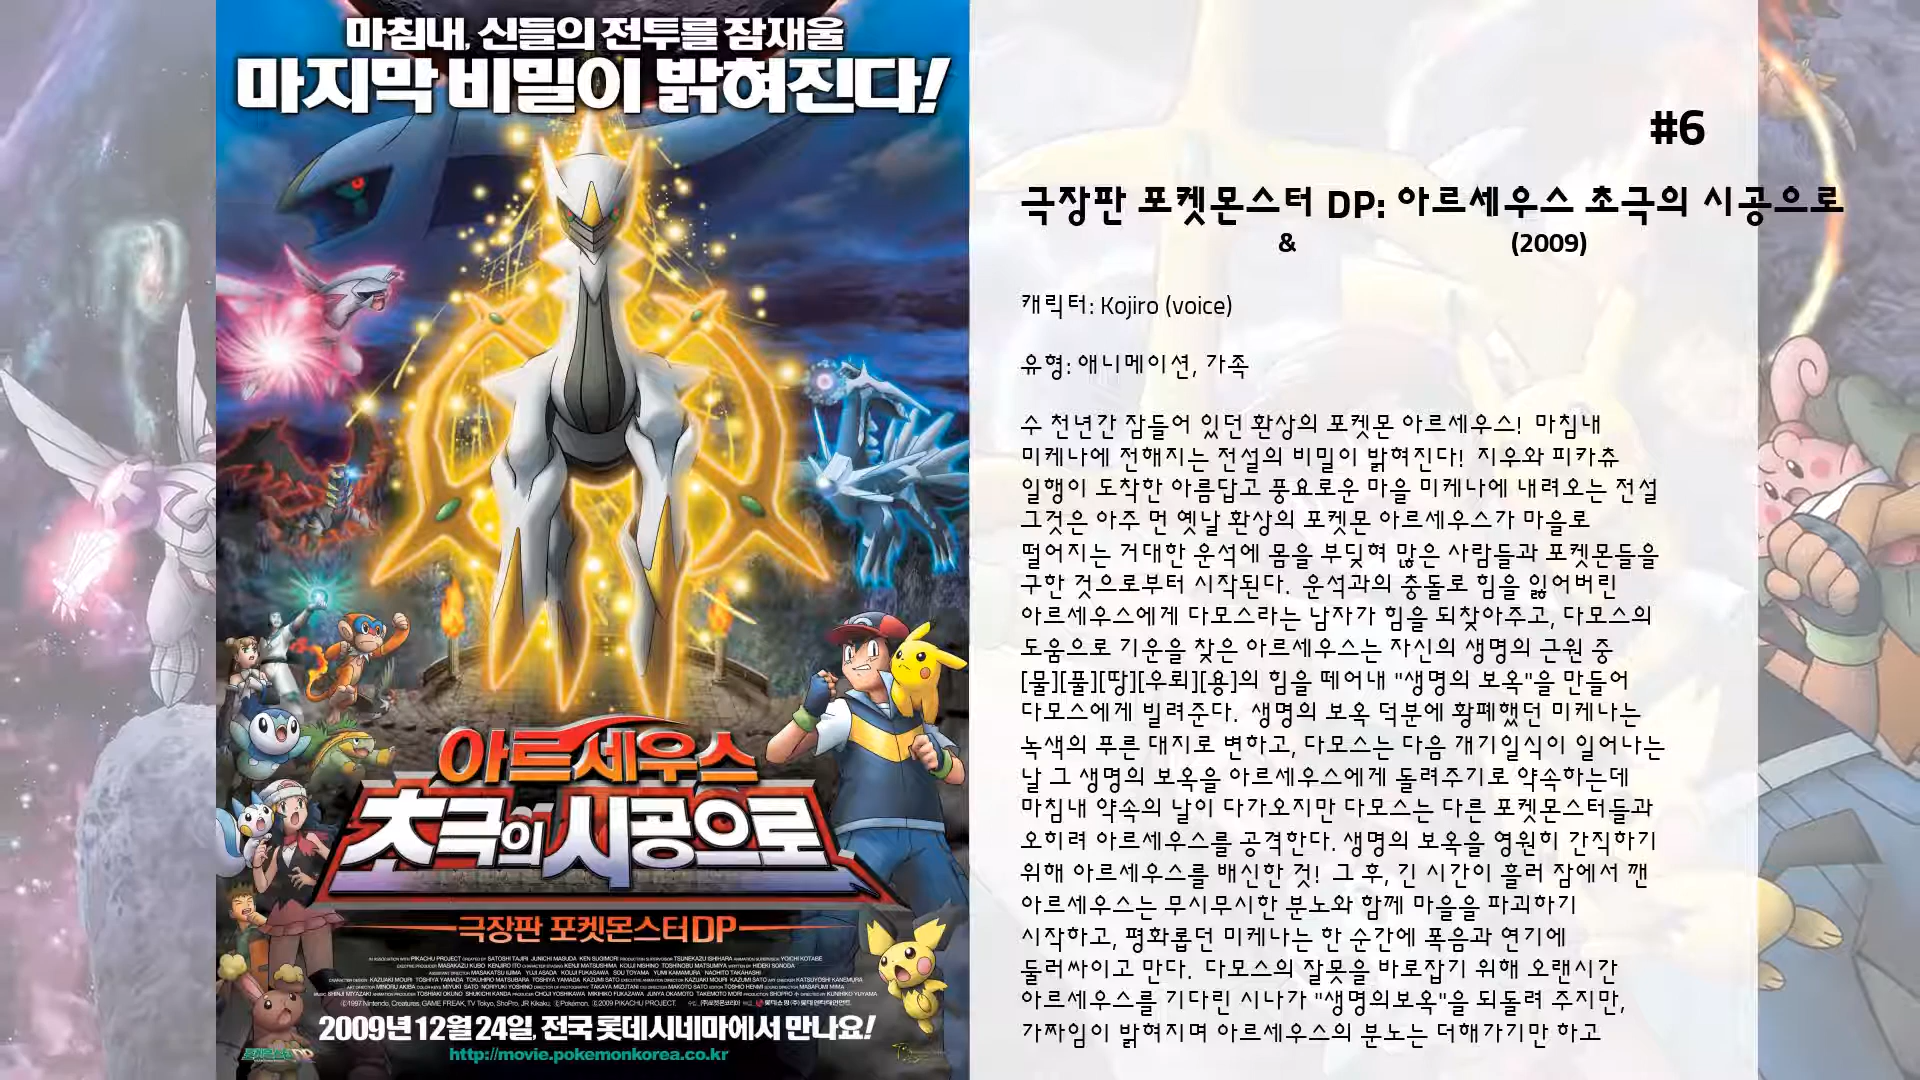 마침내, 신들의 전투를 잠재울
마지막 비밀이 밝혀진다!
아르세우스
초극의 시공으로
극장판 포켓몬스터DP
2009년 12월 24일, 전국 롯데시네마에서 만나요!
http://movie.pokemonkorea.co.kr
#6
극장판 포켓몬스터 DP: 아르세우스 초극의 시공으로
& (2009)
캐릭터: Kojiro (voice)
유형: 애니메이션, 가족
수 천년간 잠들어 있던 환상의 포켓몬 아르세우스! 마침내
미케나에 전해지는 전설의 비밀이 밝혀진다! 지우와 피카츄
일행이 도착한 아름답고 풍요로운 마을 미케나에 내려오는 전설
그것은 아주 먼 옛날 환상의 포켓몬 아르세우스가 마을로
떨어지는 거대한 운석에 몸을 부딪혀 많은 사람들과 포켓몬들을
구한 것으로부터 시작된다. 운석과의 충돌로 힘을 잃어버린
아르세우스에게 다모스라는 남자가 힘을 되찾아주고, 다모스의
도움으로 기운을 찾은 아르세우스는 자신의 생명의 근원 중
[물][풀][땅][우뢰][용]의 힘을 떼어내 "생명의 보옥"을 만들어
다모스에게 빌려준다. 생명의 보옥 덕분에 황폐했던 미케나는
녹색의 푸른 대지로 변하고, 다모스는 다음 개기일식이 일어나는
날 그 생명의 보옥을 아르세우스에게 돌려주기로 약속하는데
마침내 약속의 날이 다가오지만 다모스는 다른 포켓몬스터들과
오히려 아르세우스를 공격한다. 생명의 보옥을 영원히 간직하기
위해 아르세우스를 배신한 것! 그 후, 긴 시간이 흘러 잠에서 깬
아르세우스는 무시무시한 분노와 함께 마을을 파괴하기
시작하고, 평화롭던 미케나는 한 순간에 폭음과 연기에
둘러싸이고 만다. 다모스의 잘못을 바로잡기 위해 오랜시간
아르세우스를 기다린 시나가 "생명의보옥"을 되돌려 주지만,
가짜임이 밝혀지며 아르세우스의 분노는 더해가기만 하고